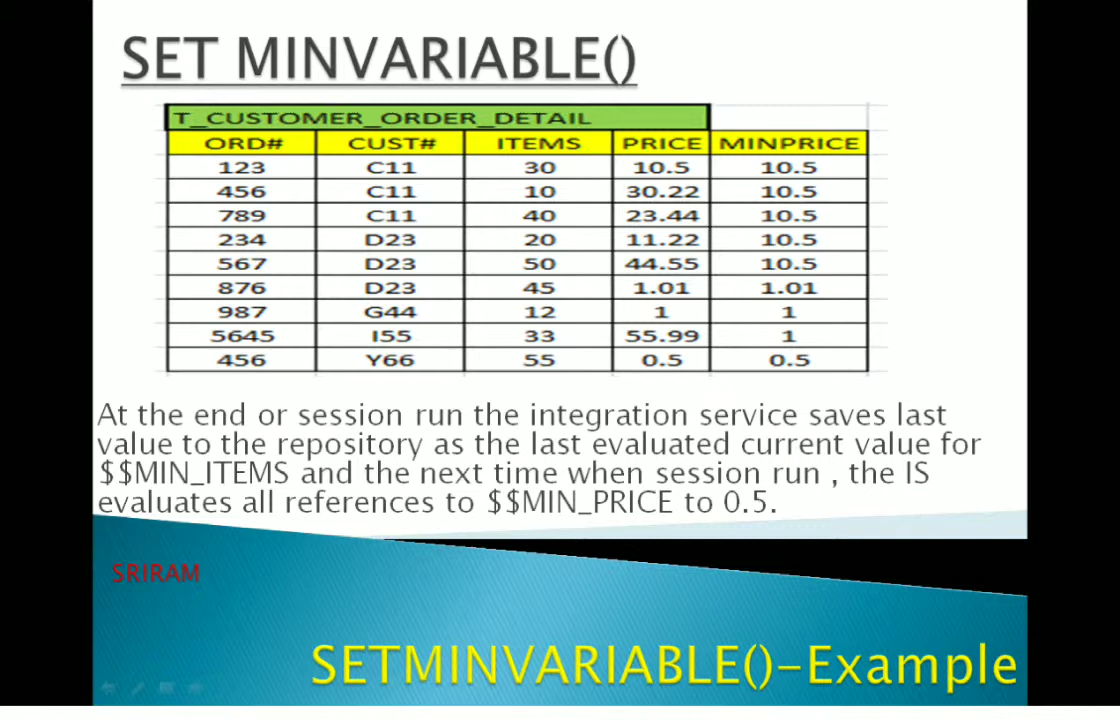 SET MINVARIABLE()
T_CUSTOMER_ORDER_DETAIL
ORD# CUST# ITEMS PRICE MINPRICE
123 C11 30 10.5 10.5
456 C11 10 30.22 10.5
789 C11 40 23.44 10.5
234 D23 20 11.22 10.5
567 D23 50 44.55 10.5
876 D23 45 1.01 1.01
987 G44 12 1 1
5645 I55 33 55.99 1
456 Y66 55 0.5 0.5
At the end or session run the integration service saves last
value to the repository as the last evaluated current value for
$$MIN_ITEMS and the next time when session run , the IS
evaluates all references to $$MIN_PRICE to 0.5.
SRIRAM
SETMINVARIABLE()-Example